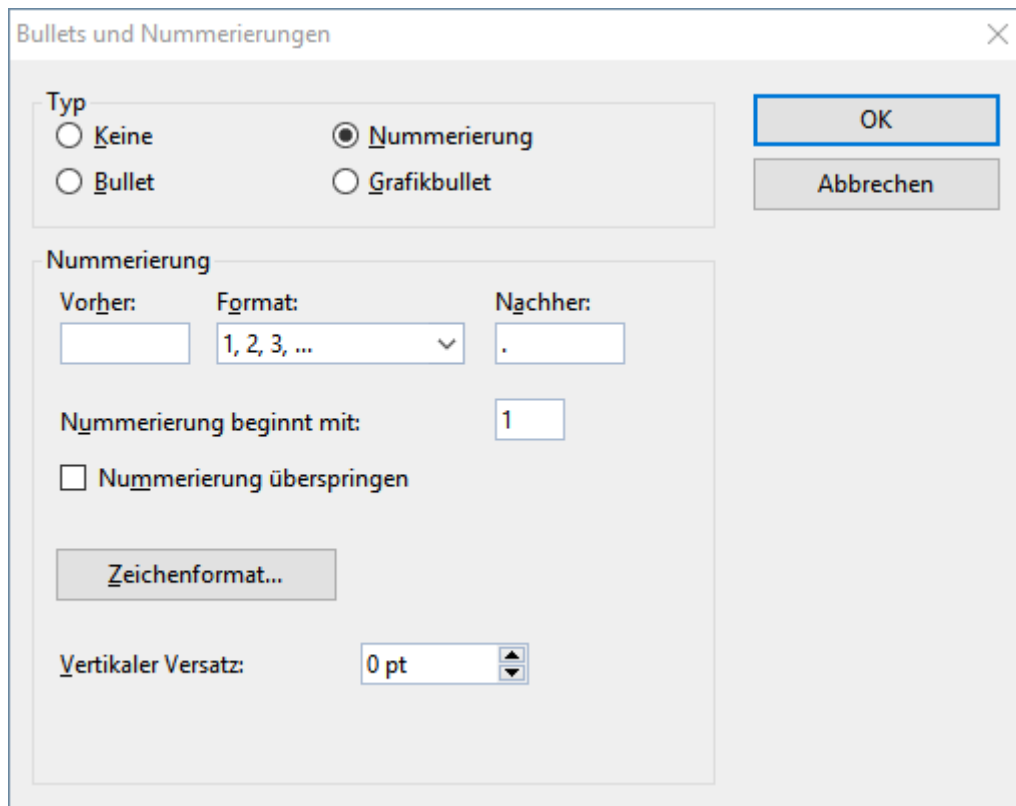 Bullets und Nummerierungen
Typ
Keine
Nummerierung
Bullet
Grafikbullet
OK
Abbrechen
Nummerierung
Vorher:
Format:
Nachher:
1, 2, 3, ...
.
Nummerierung beginnt mit:
1
Nummerierung überspringen
Zeichenformat...
Vertikaler Versatz:
0 pt